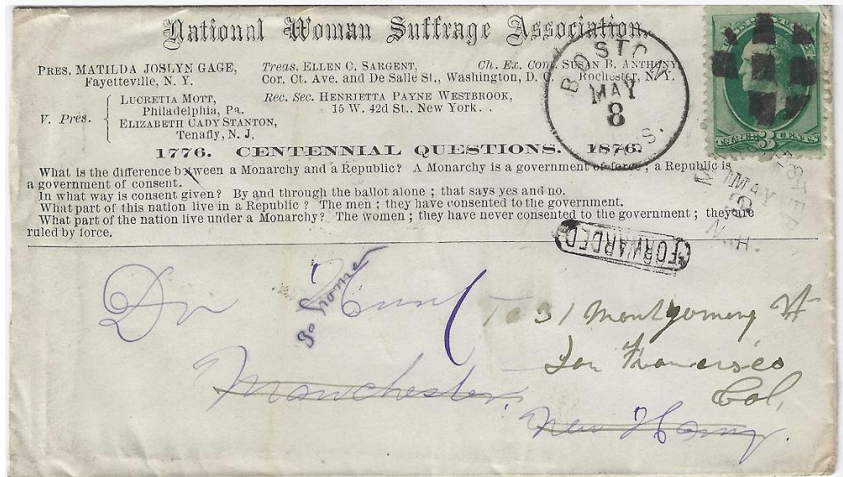 National Woman Suffrage Association.
PRES. MATILDA JOSLYN GAGE,
Fayetteville, N. Y.
Treas. ELLEN C. SARGENT,
Cor. Ct. Ave. and De Salle St., Washington, D. C.
Ch. Ex. Com. SUSAN B. ANTHONY,
Rochester, N. Y.
V. Pres.
LUCRETIA MOTT,
Philadelphia, Pa.
ELIZABETH CADY STANTON,
Tenafly, N. J.
Rec. Sec. HENRIETTA PAYNE WESTBROOK,
15 W. 42d St.. New York.
1776. CENTENNIAL QUESTIONS. 1876.
What is the difference between a Monarchy and a Republic? A Monarchy is a government of force; a Republic is
a government of consent.
In what way is consent given? By and through the ballot alone; that says yes and no.
What part of this nation live in a Republic? The men; they have consented to the government.
What part of the nation live under a Monarchy? The women; they have never consented to the government; they are
ruled by force.
BOSTON
MAY
8
MAY
N.H.
3 CENTS
FORWARDED
Dr Hunt
go home
To 31 Montgomery St
San Francisco
Cal,
Manchester
New Hamp.